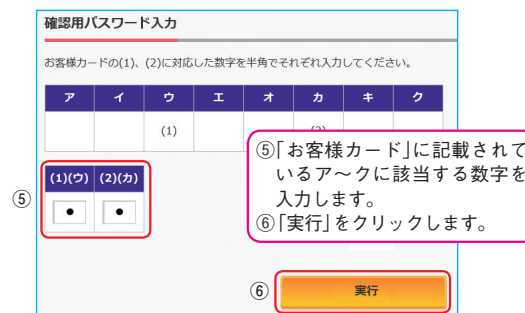 確認用パスワード入力
お客様カードの(1)、(2)に対応した数字を半角でそれぞれ入力してください。
ア イ ウ エ オ カ キ ク
(1)
⑤「お客様カード」に記載されて
いるア～クに該当する数字を
入力します。
⑥「実行」をクリックします。
(1)(ウ) (2)(カ)
⑤
⑥ 実行